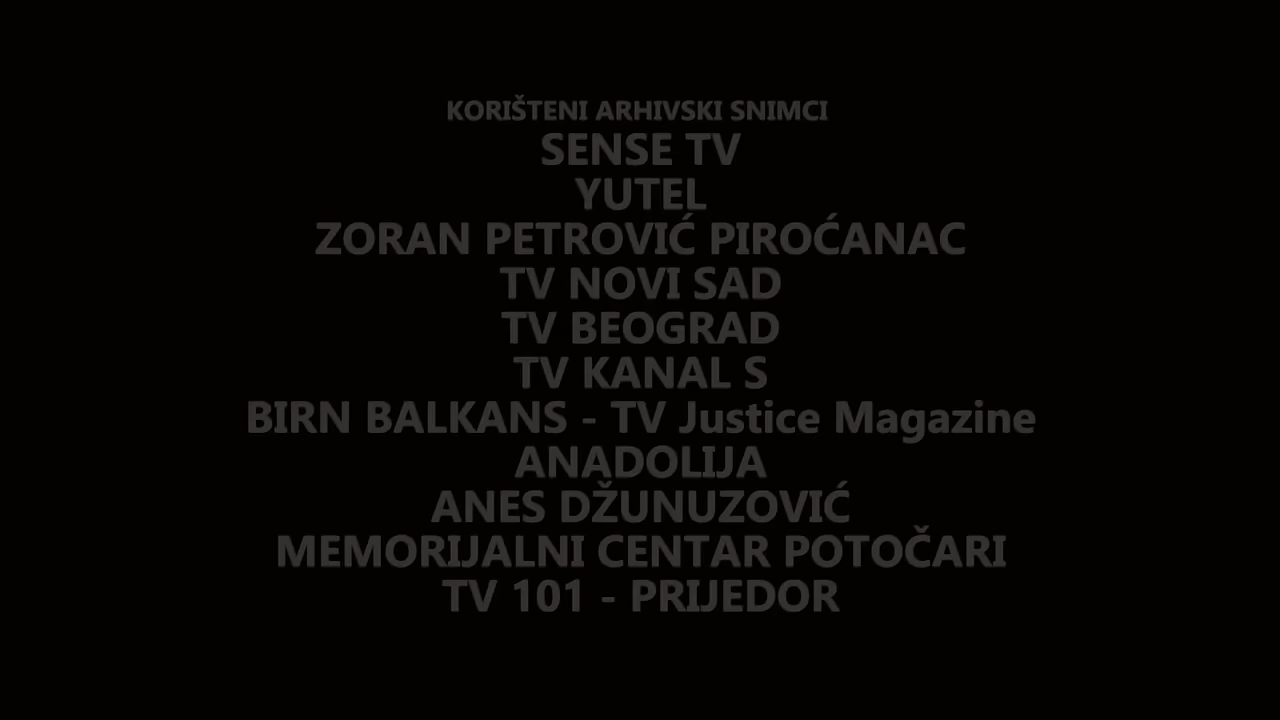 KORIŠTENI ARHIVSKI SNIMCI
SENSE TV
YUTEL
ZORAN PETROVIĆ PIROĆANAC
TV NOVI SAD
TV BEOGRAD
TV KANAL S
BIRN BALKANS - TV Justice Magazine
ANADOLIJA
ANES DŽUNUZOVIĆ
MEMORIJALNI CENTAR POTOČARI
TV 101 - PRIJEDOR